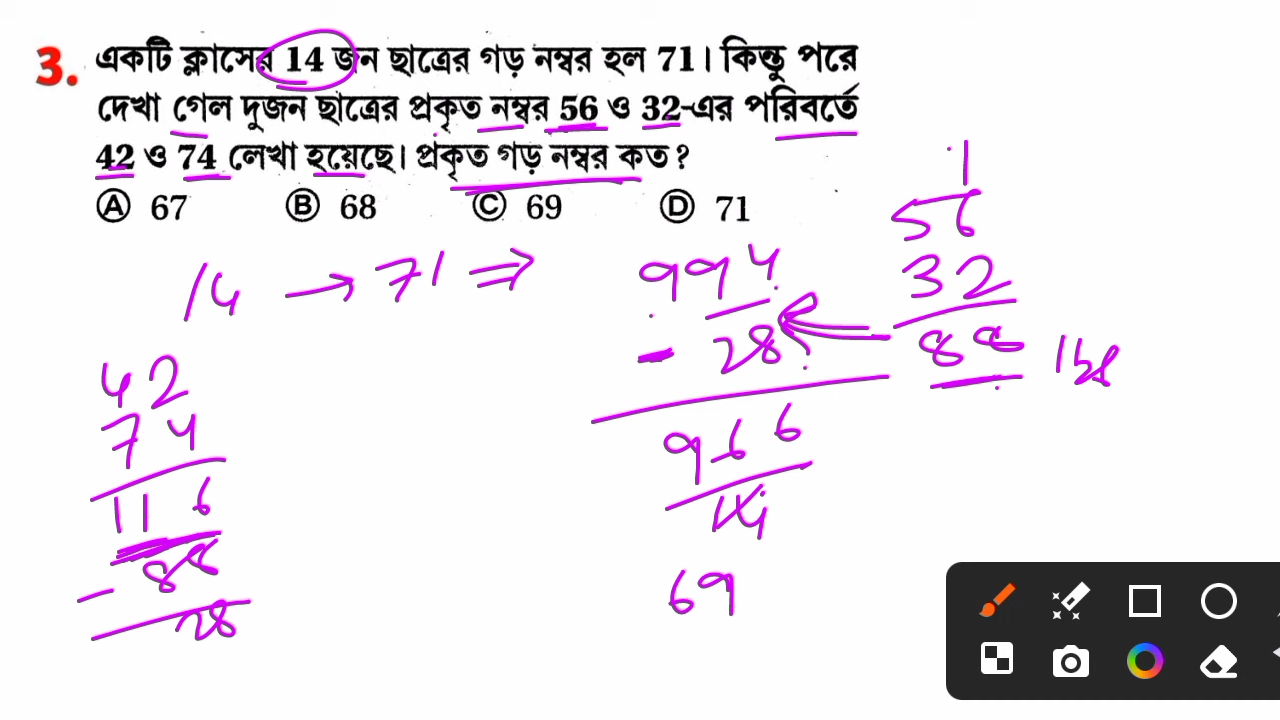 3. একটি ক্লাসের 14 জন ছাত্রের গড় নম্বর হল 71। কিন্তু পরে
দেখা গেল দুজন ছাত্রের প্রকৃত নম্বর 56 ও 32-এর পরিবর্তে
42 ও 74 লেখা হয়েছে। প্রকৃত গড় নম্বর কত?
Ⓐ 67 Ⓑ 68 Ⓒ 69 Ⓓ 71
14 → 71 ⇒
42
74
116
- 88
28
994
- 28
966
14
69
1
56
32
88